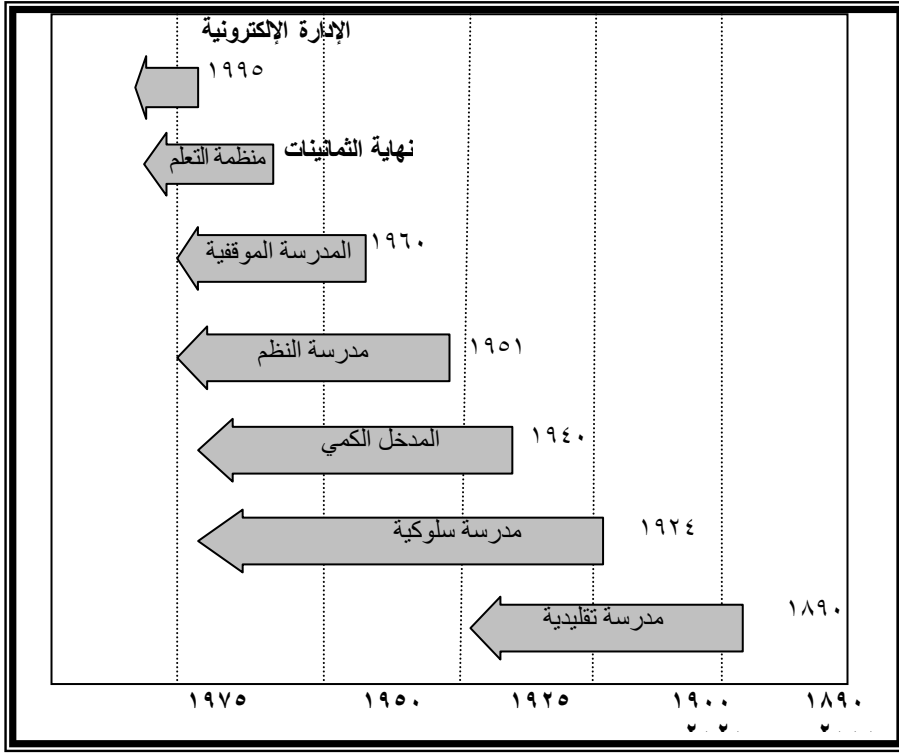 الإدارة الإلكترونية
١٩٩٥
نهاية الثمانينات
منظمة التعلم
١٩٦٠
المدرسة الموقفية
١٩٥١
مدرسة النظم
١٩٤٠
المدخل الكمي
١٩٢٤
مدرسة سلوكية
١٨٩٠
مدرسة تقليدية
١٨٩٠ ١٩٠٠ ١٩٢٥ ١٩٥٠ ١٩٧٥